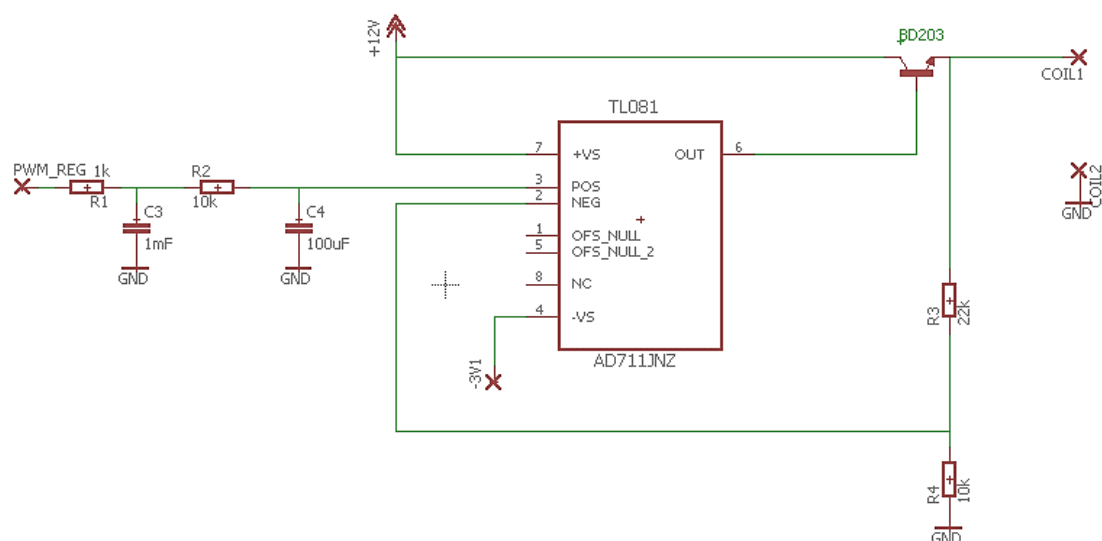 +12V
BD203
COIL1
TL081
7 +VS OUT 6
PWM_REG 1k
R1
R2
10k
3 POS
2 NEG
COIL2
GND
C3
1mF
GND
C4
100uF
GND
1 OFS_NULL
5 OFS_NULL_2
8 NC
4 -VS
R3
22k
AD711JNZ
-3V1
R4
10k
GND